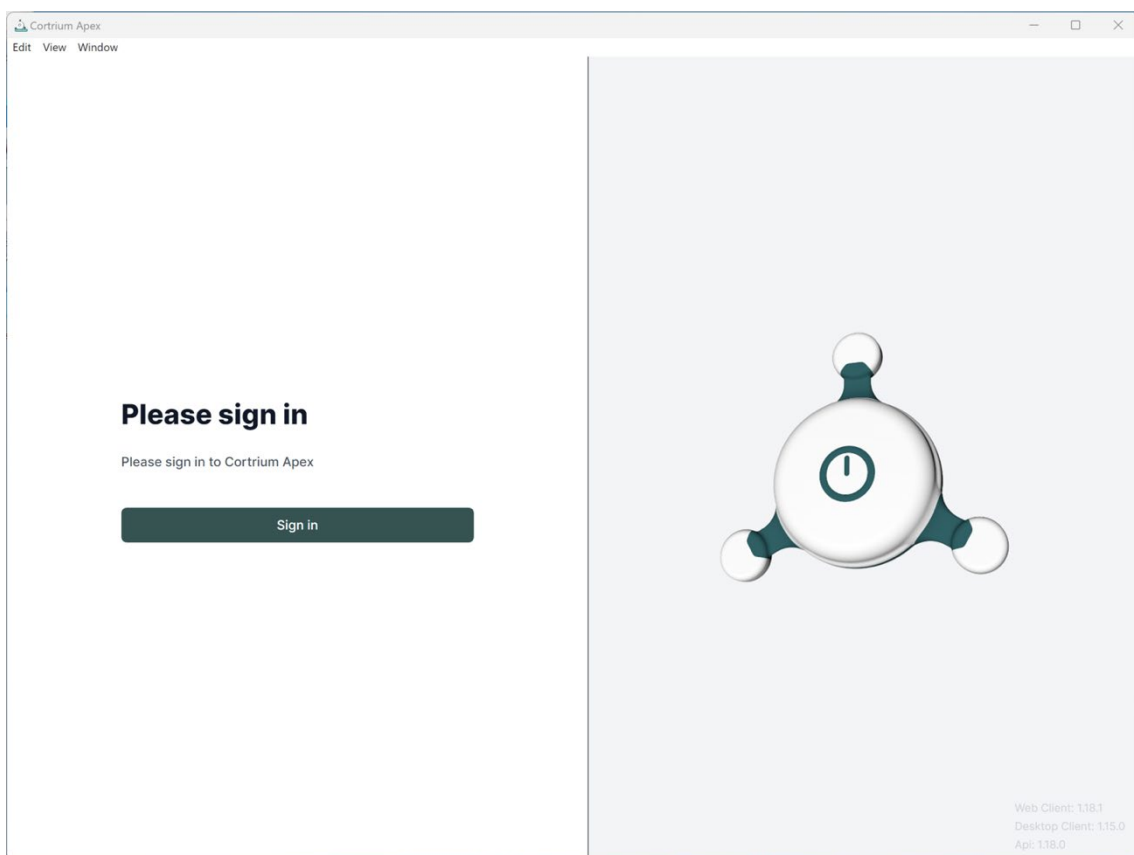 Cortrium Apex
Edit View Window
Please sign in
Please sign in to Cortrium Apex
Sign in
Web Client: 1.18.1
Desktop Client: 1.15.0
Api: 1.18.0